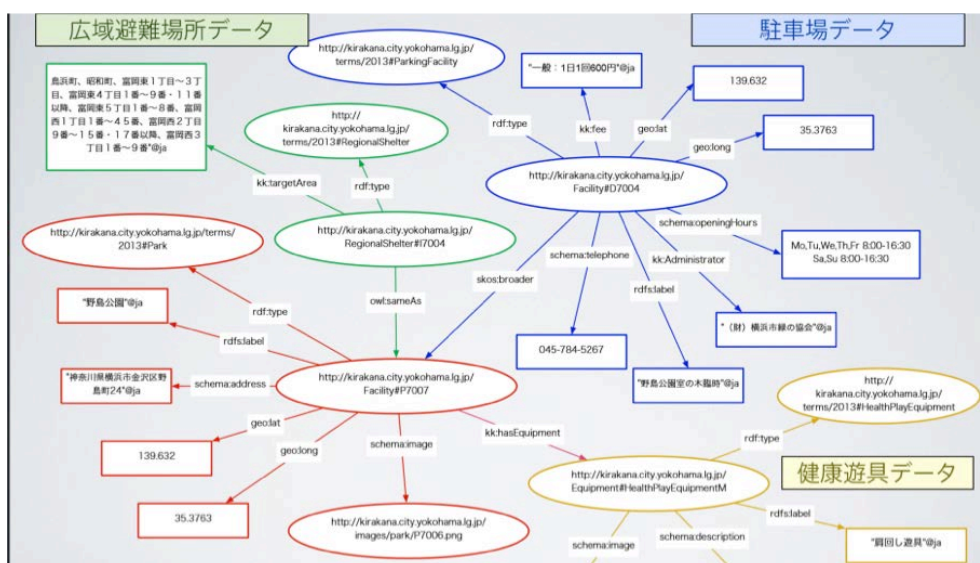 広域避難場所データ
駐車場データ
http://kirakana.city.yokohama.lg.jp/
terms/2013#ParkingFacility
"一般：1日1回600円"@ja
139.632
島浜町、昭和町、富岡東1丁目〜3丁
目、富岡東4丁目1番〜9番・11番
以降、富岡東5丁目1番〜8番、富岡
西1丁目1番〜45番、富岡西2丁目
9番〜15番・17番以降、富岡西3
丁目1番〜9番"@ja
http://
kirakana.city.yokohama.lg.jp/
terms/2013#RegionalShelter
kk:fee
geo:lat
rdf:type
geo:long
35.3763
kk:targetArea
rdf:type
http://kirakana.city.yokohama.lg.jp/
Facility#D7004
http://kirakana.city.yokohama.lg.jp/terms/
2013#Park
http://kirakana.city.yokohama.lg.jp/
RegionalShelter#I7004
schema:openingHours
schema:telephone
kk:Administrator
Mo,Tu,We,Th,Fr 8:00-16:30
Sa,Su 8:00-16:30
skos:broader
rdfs:label
owl:sameAs
rdf:type
"野島公園"@ja
rdfs:label
045-784-5267
"（財）横浜市緑の協会"@ja
"神奈川県横浜市金沢区野
島町24"@ja
schema:address
http://kirakana.city.yokohama.lg.jp/
Facility#P7007
"野島公園室の木臨時"@ja
http://
kirakana.city.yokohama.lg.jp/
terms/2013#HealthPlayEquipment
geo:lat
kk:hasEquipment
rdf:type
139.632
geo:long
schema:image
http://kirakana.city.yokohama.lg.jp/
Equipment#HealthPlayEquipmentM
健康遊具データ
35.3763
http://kirakana.city.yokohama.lg.jp/
images/park/P7006.png
rdfs:label
schema:image
schema:description
"肩回し遊具"@ja